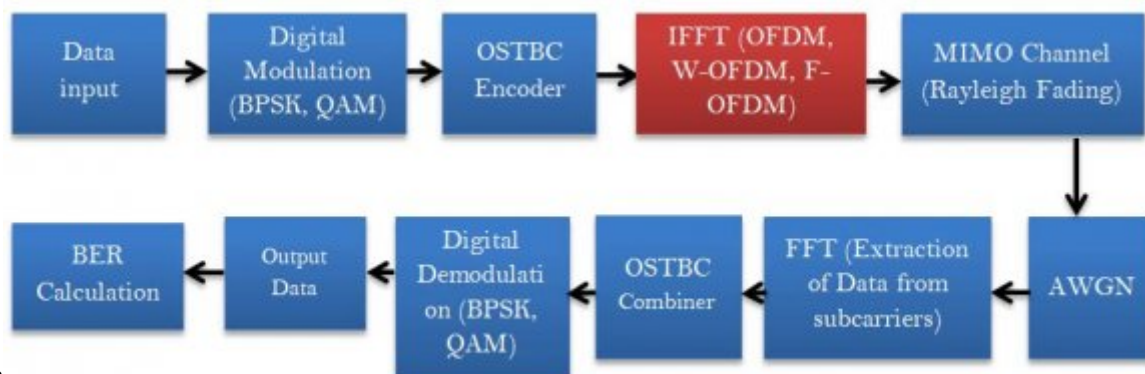 Data
input
Digital
Modulation
(BPSK, QAM)
OSTBC
Encoder
IFFT (OFDM,
W-OFDM, F-
OFDM)
MIMO Channel
(Rayleigh Fading)
BER
Calculation
Output
Data
Digital
Demodulati
on (BPSK,
QAM)
OSTBC
Combiner
FFT (Extraction
of Data from
subcarriers)
AWGN